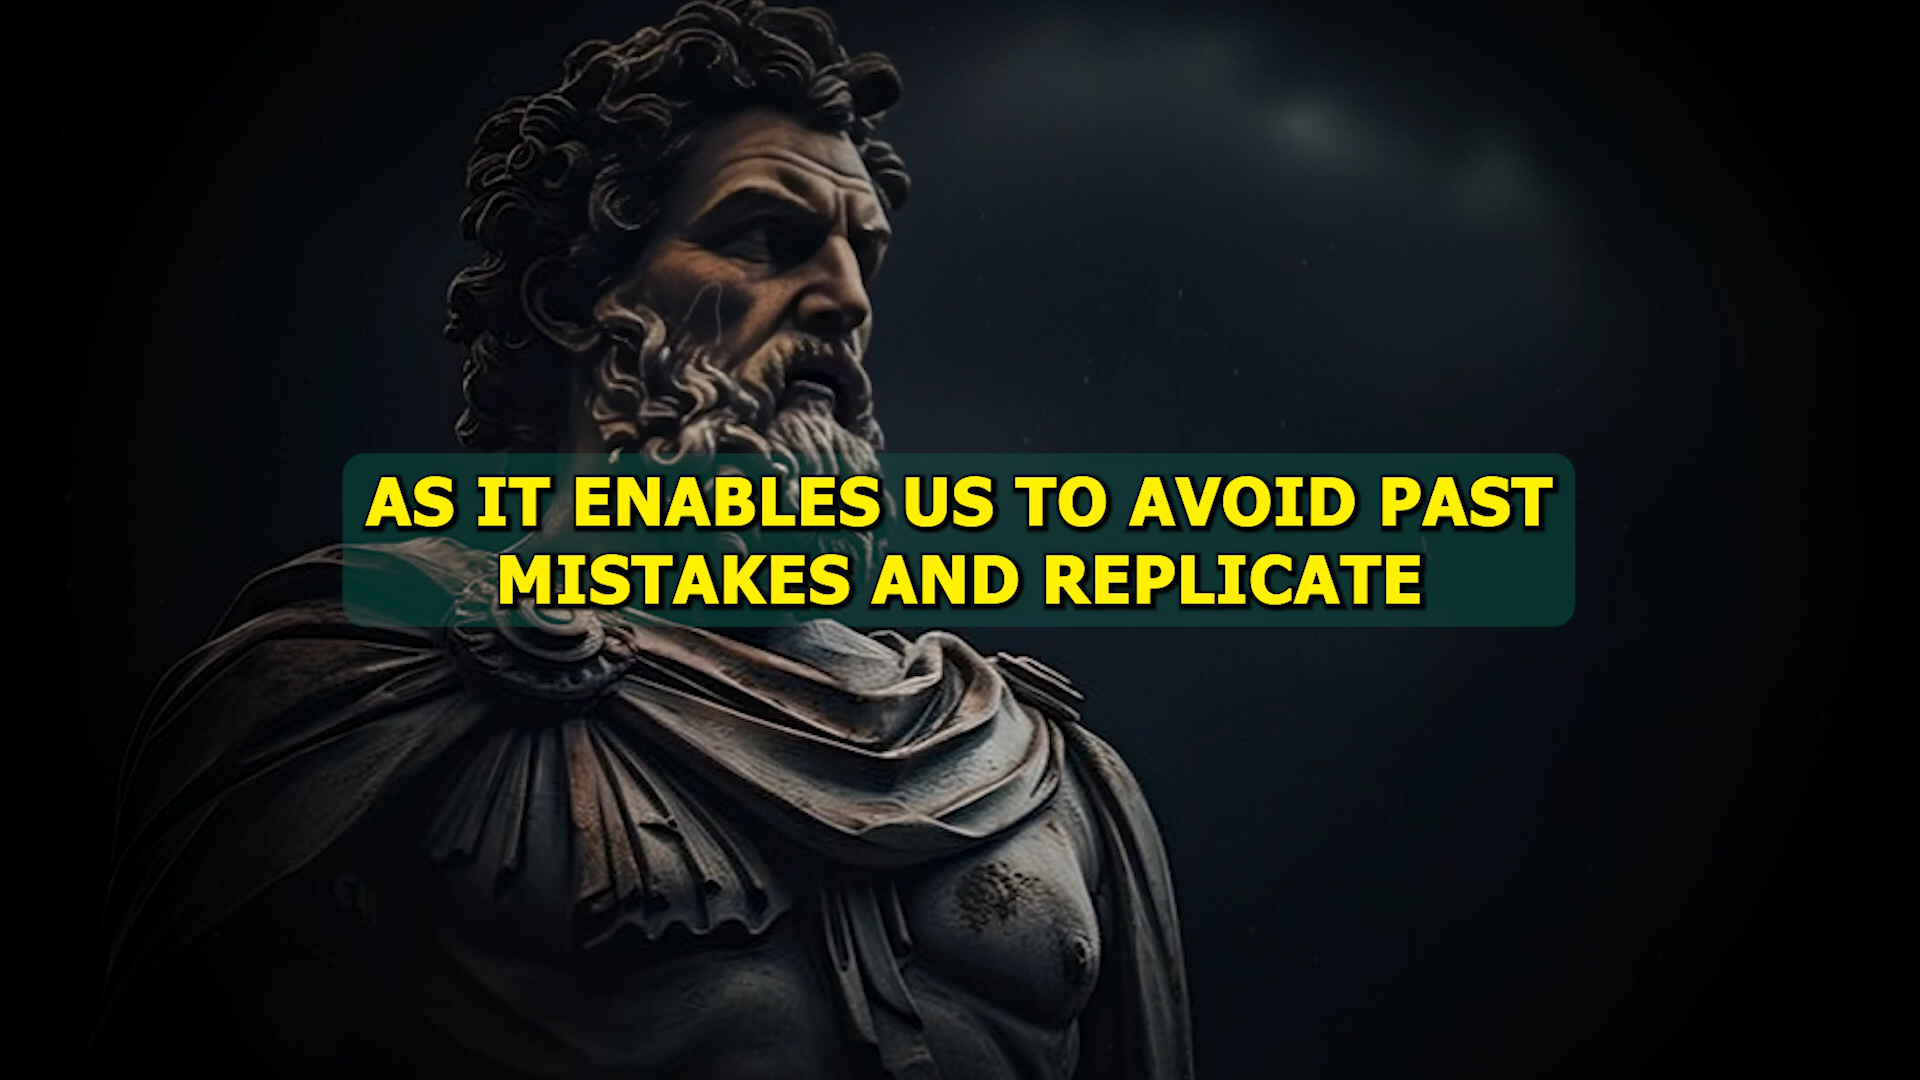 AS IT ENABLES US TO AVOID PAST
MISTAKES AND REPLICATE